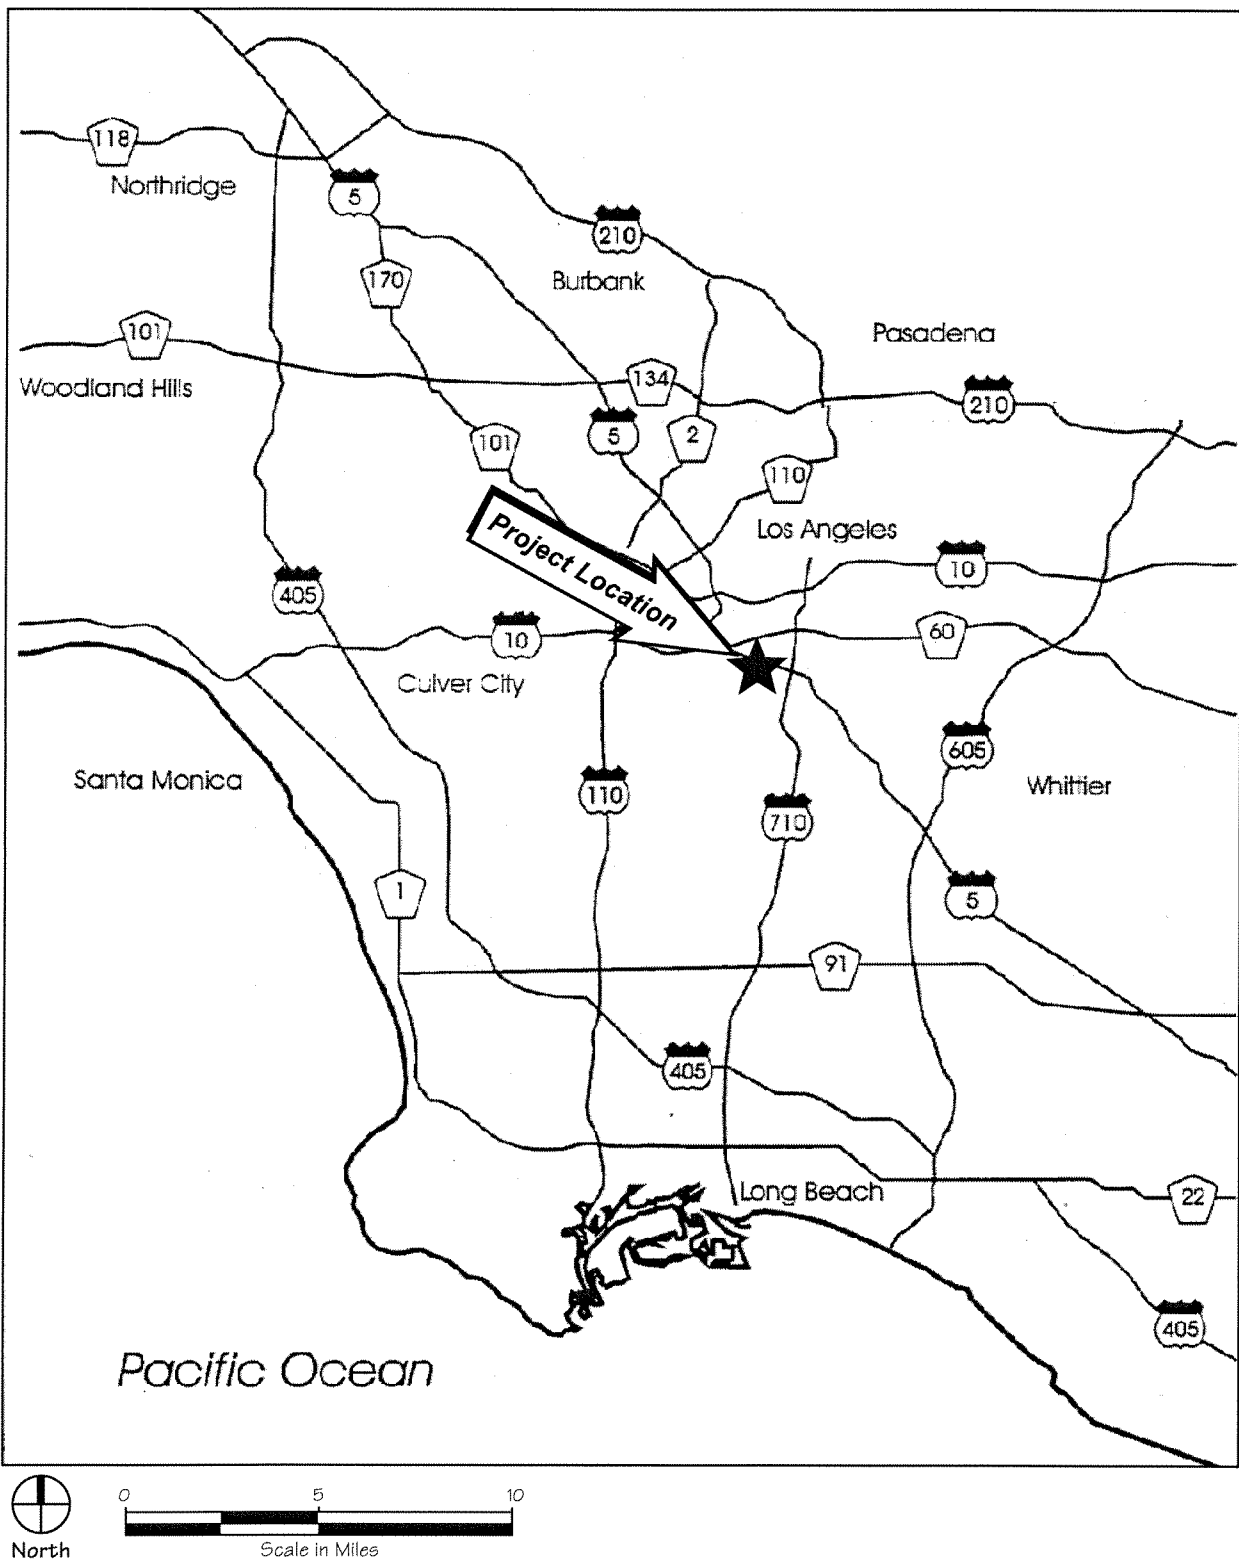 118
Northridge
5
210
170
Burbank
101
Pasadena
134
Woodland Hills
210
101
5
2
110
Los Angeles
Project Location
10
405
10
60
Culver City
605
Santa Monica
Whittier
110
710
1
5
91
405
Long Beach
22
405
Pacific Ocean
0 5 10
North
Scale in Miles